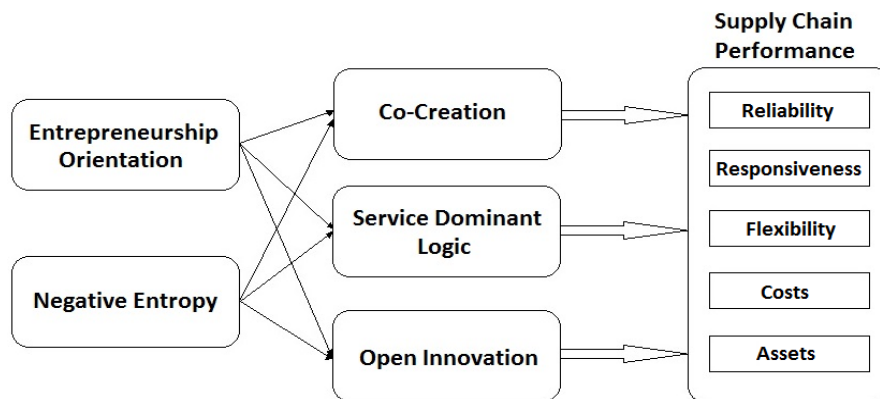 Supply Chain
Performance
Entrepreneurship
Orientation
Negative Entropy
Co-Creation
Service Dominant
Logic
Open Innovation
Reliability
Responsiveness
Flexibility
Costs
Assets